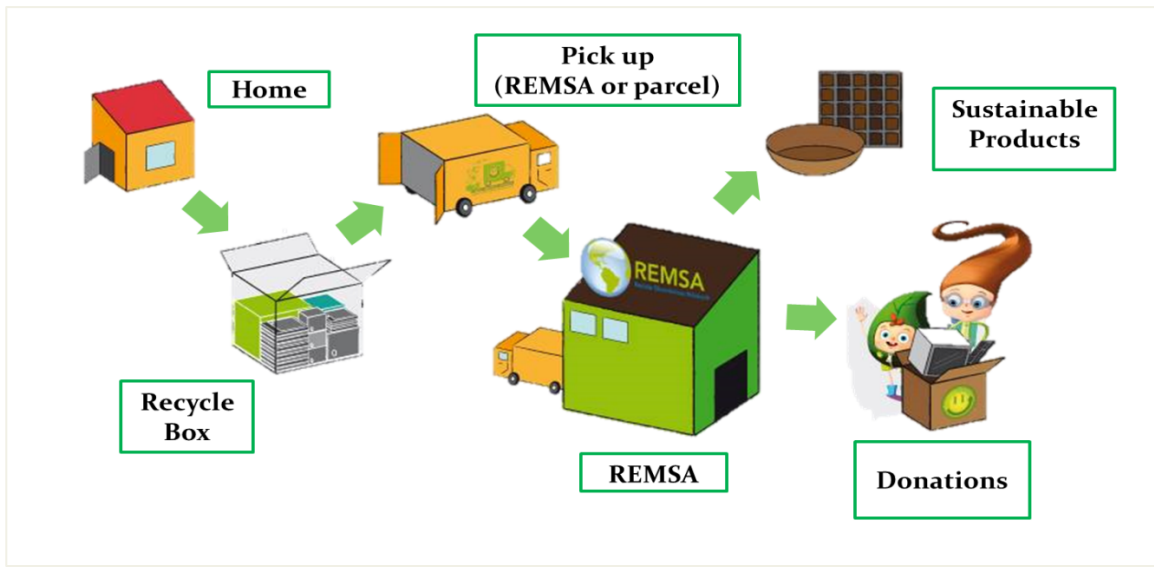 Home
Pick up
(REMSA or parcel)
Sustainable
Products
REMSA
Recycle
Box
REMSA
Donations